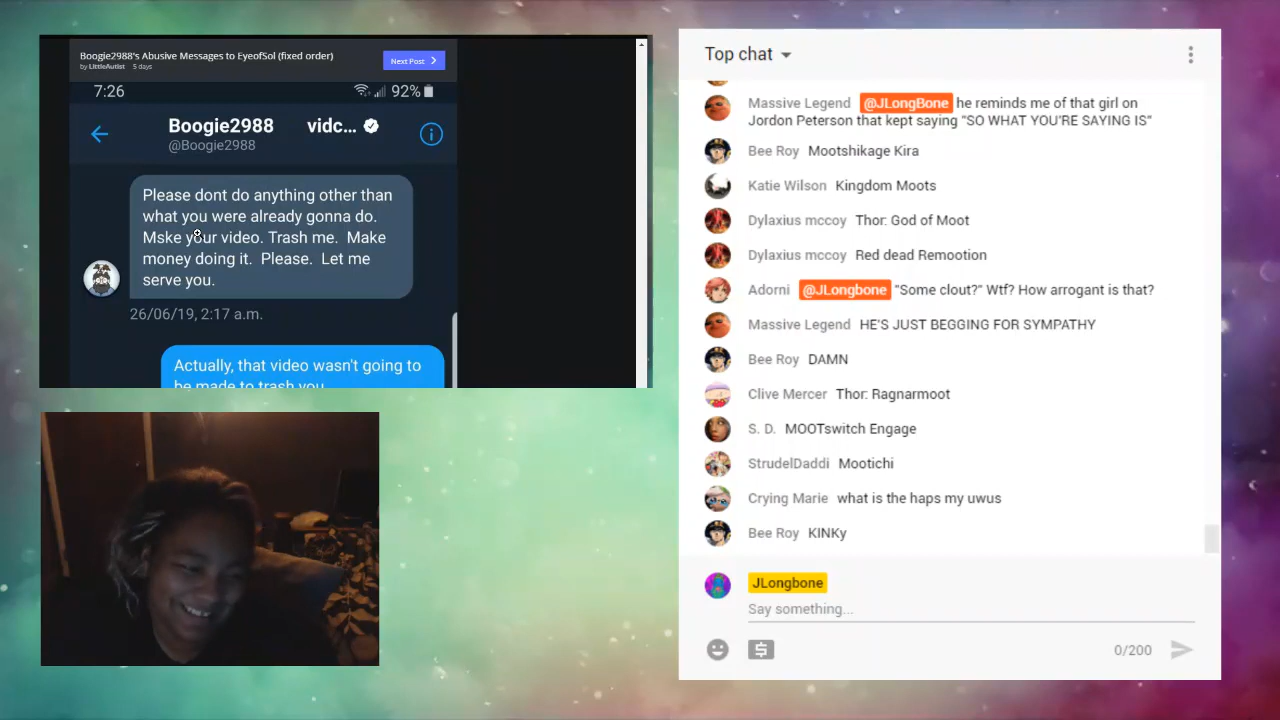 Boogie2988's Abusive Messages to EyeofSol (fixed order)
by LittleAutist 5 days
Next Post
7:26
92%
Boogie2988 vidc...
@Boogie2988
Please dont do anything other than
what you were already gonna do.
Mske your video. Trash me. Make
money doing it. Please. Let me
serve you.
26/06/19, 2:17 a.m.
Actually, that video wasn't going to
be made to trash you
Top chat
Massive Legend @JLongBone he reminds me of that girl on
Jordon Peterson that kept saying "SO WHAT YOU'RE SAYING IS"
Bee Roy Mootshikage Kira
Katie Wilson Kingdom Moots
Dylaxius mccoy Thor: God of Moot
Dylaxius mccoy Red dead Remootion
Adorni @JLongbone "Some clout?" Wtf? How arrogant is that?
Massive Legend HE'S JUST BEGGING FOR SYMPATHY
Bee Roy DAMN
Clive Mercer Thor: Ragnarmoot
S. D. MOOTswitch Engage
StrudelDaddi Mootichi
Crying Marie what is the haps my uwus
Bee Roy KINKy
JLongbone
Say something...
0/200